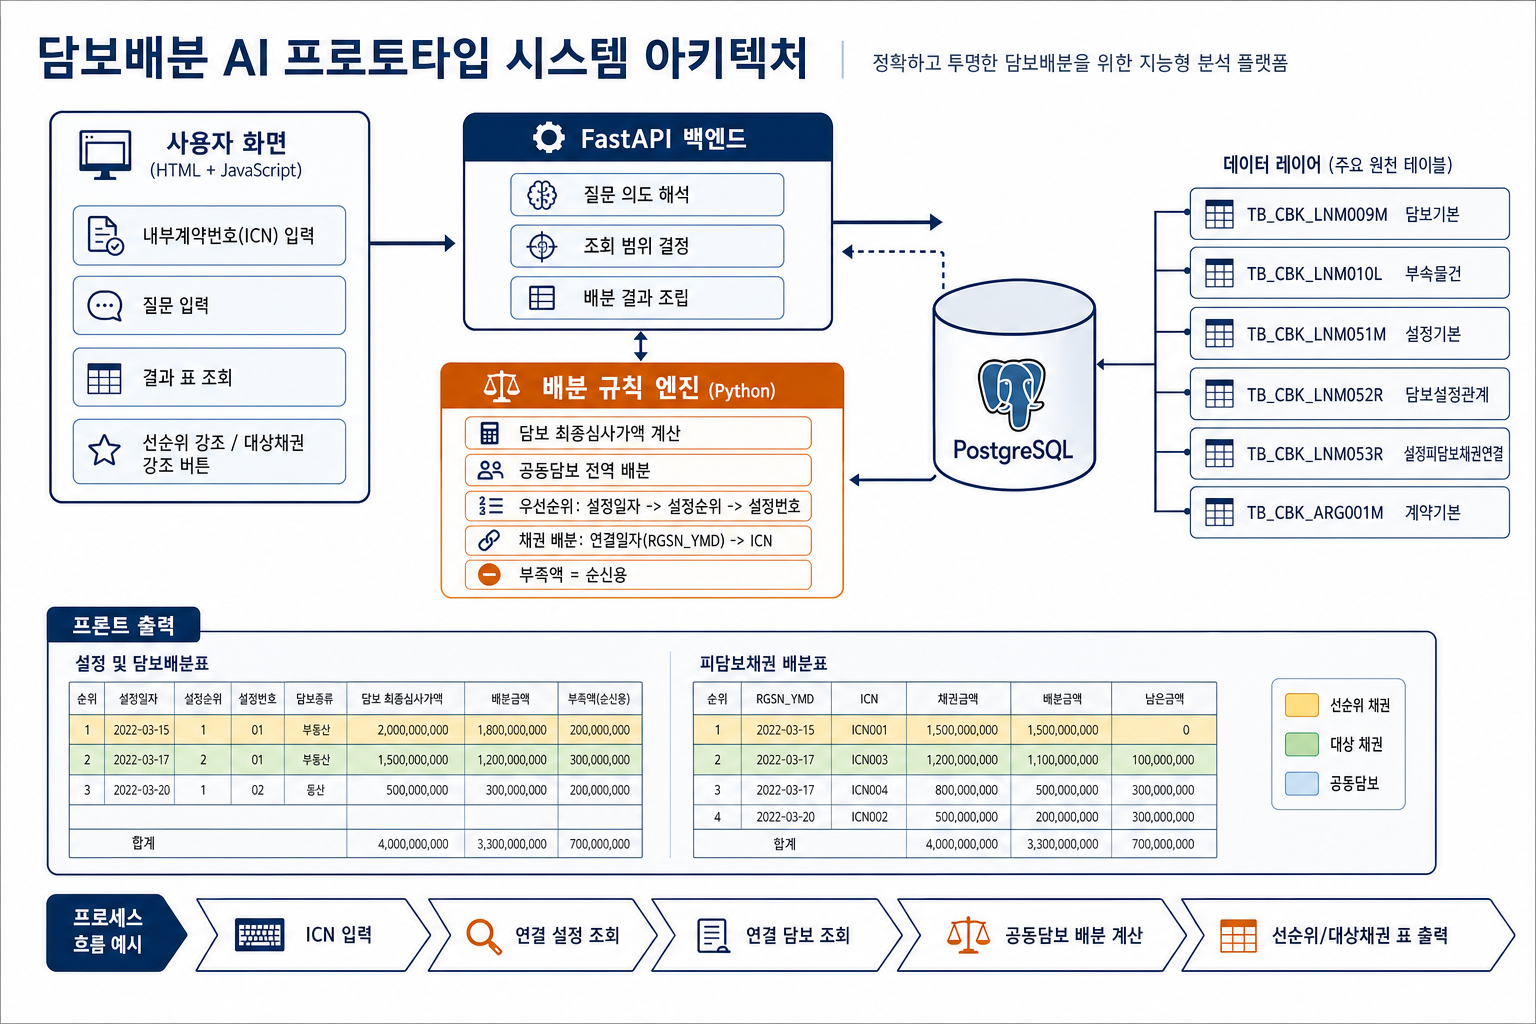 담보배분 AI 프로토타입 시스템 아키텍처
정확하고 투명한 담보배분을 위한 지능형 분석 플랫폼
사용자 화면
(HTML + JavaScript)
내부계약번호(ICN) 입력
질문 입력
결과 표 조회
선순위 강조 / 대상채권
강조 버튼
FastAPI 백엔드
질문 의도 해석
조회 범위 결정
배분 결과 조립
배분 규칙 엔진 (Python)
담보 최종심사가액 계산
공동담보 전역 배분
우선순위: 설정일자 -> 설정순위 -> 설정번호
채권 배분: 연결일자(RGSN_YMD) -> ICN
부족액 = 순신용
PostgreSQL
데이터 레이어 (주요 원천 테이블)
TB_CBK_LNM009M 담보기본
TB_CBK_LNM010L 부속물건
TB_CBK_LNM051M 설정기본
TB_CBK_LNM052R 담보설정관계
TB_CBK_LNM053R 설정피담보채권연결
TB_CBK_ARG001M 계약기본
프론트 출력
설정 및 담보배분표
순위 설정일자 설정순위 설정번호 담보종류 담보 최종심사가액 배분금액 부족액(순신용)
1 2022-03-15 1 01 부동산 2,000,000,000 1,800,000,000 200,000,000
2 2022-03-17 2 01 부동산 1,500,000,000 1,200,000,000 300,000,000
3 2022-03-20 1 02 동산 500,000,000 300,000,000 200,000,000
합계 4,000,000,000 3,300,000,000 700,000,000
피담보채권 배분표
순위 RGSN_YMD ICN 채권금액 배분금액 남은금액
1 2022-03-15 ICN001 1,500,000,000 1,500,000,000 0
2 2022-03-17 ICN003 1,200,000,000 1,100,000,000 100,000,000
3 2022-03-17 ICN004 800,000,000 500,000,000 300,000,000
4 2022-03-20 ICN002 500,000,000 200,000,000 300,000,000
합계 4,000,000,000 3,300,000,000 700,000,000
선순위 채권
대상 채권
공동담보
프로세스
흐름 예시
ICN 입력
연결 설정 조회
연결 담보 조회
공동담보 배분 계산
선순위/대상채권 표 출력